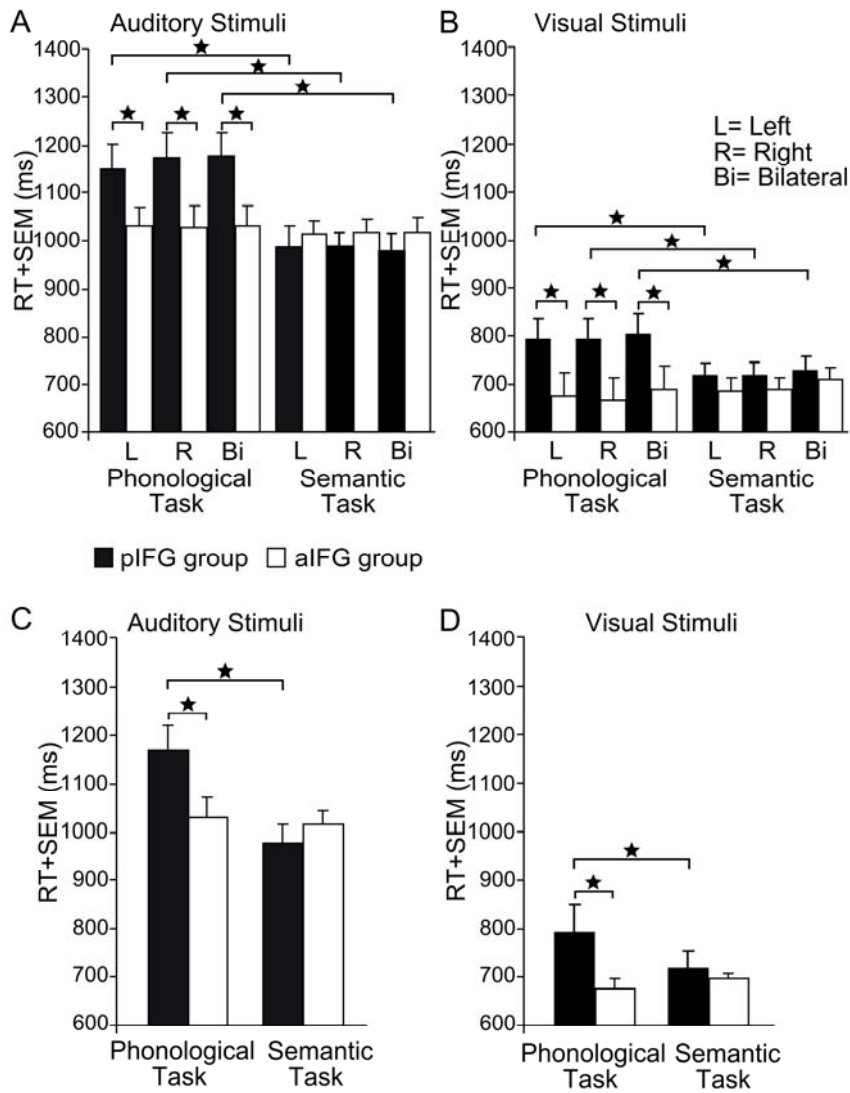 A Auditory Stimuli
RT+SEM (ms)
1400
1300
1200
1100
1000
900
800
700
600
L R Bi L R Bi
Phonological Task Semantic Task
B Visual Stimuli
RT+SEM (ms)
1400
1300
1200
1100
1000
900
800
700
600
L= Left
R= Right
Bi= Bilateral
L R Bi L R Bi
Phonological Task Semantic Task
pIFG group aIFG group
C Auditory Stimuli
RT+SEM (ms)
1400
1300
1200
1100
1000
900
800
700
600
Phonological Task Semantic Task
D Visual Stimuli
RT+SEM (ms)
1400
1300
1200
1100
1000
900
800
700
600
Phonological Task Semantic Task